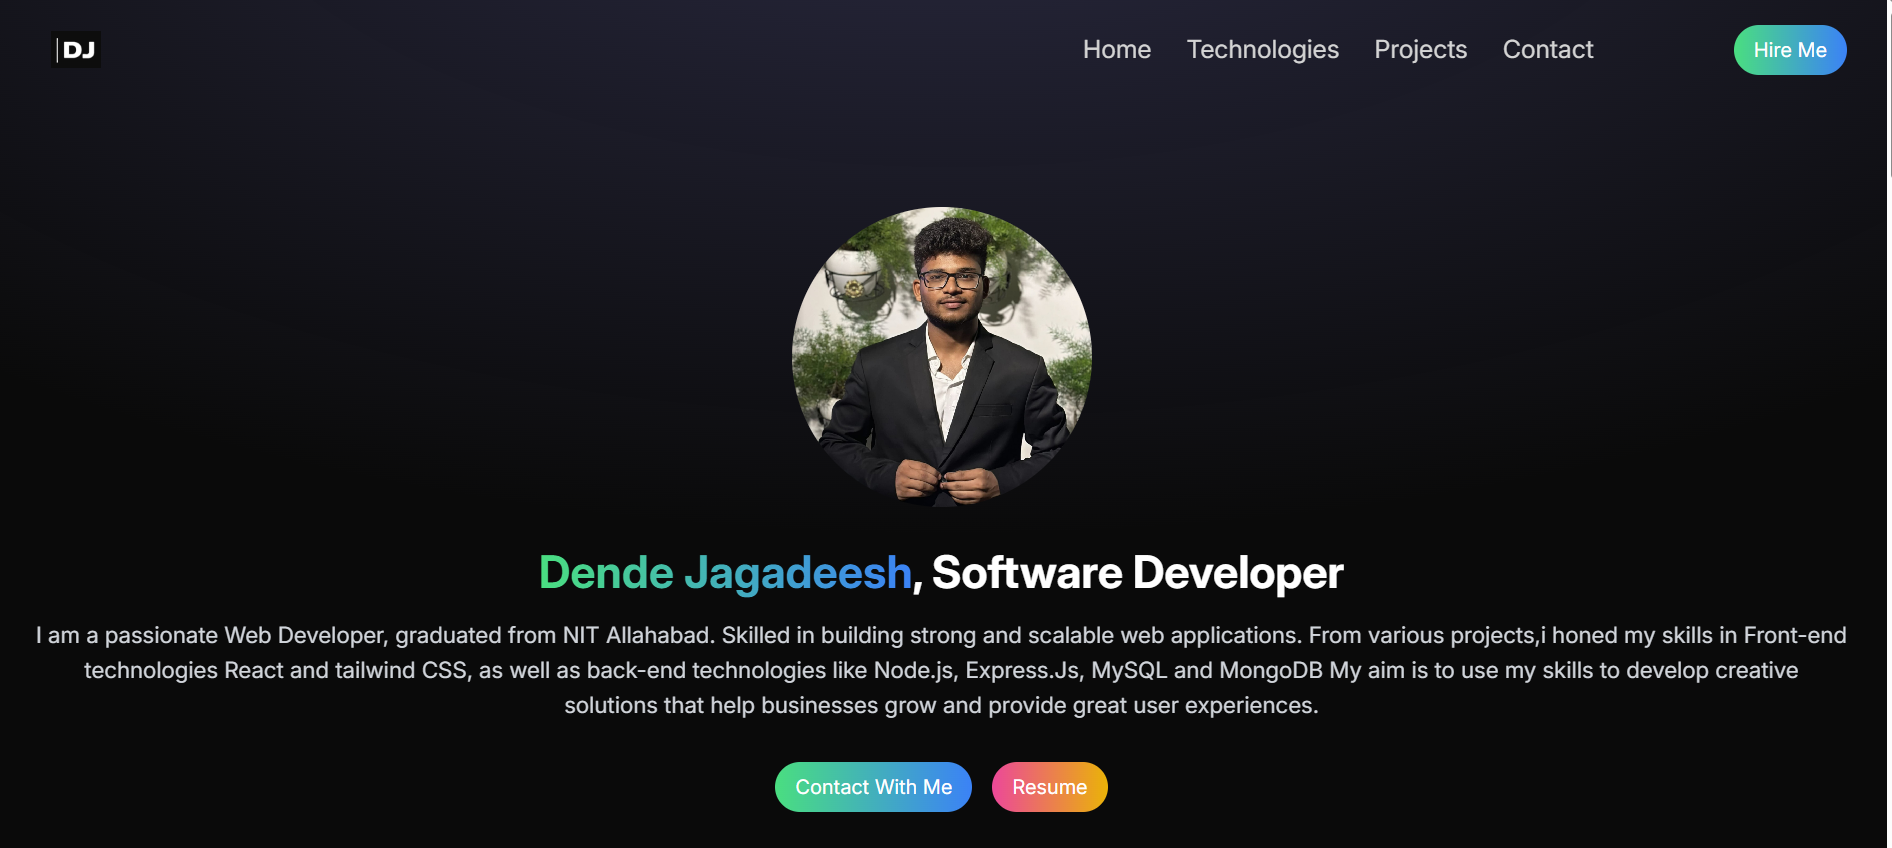 DJ
Home
Technologies
Projects
Contact
Hire Me
Dende Jagadeesh, Software Developer
I am a passionate Web Developer, graduated from NIT Allahabad. Skilled in building strong and scalable web applications. From various projects,i honed my skills in Front-end
technologies React and tailwind CSS, as well as back-end technologies like Node.js, Express.Js, MySQL and MongoDB My aim is to use my skills to develop creative
solutions that help businesses grow and provide great user experiences.
Contact With Me
Resume